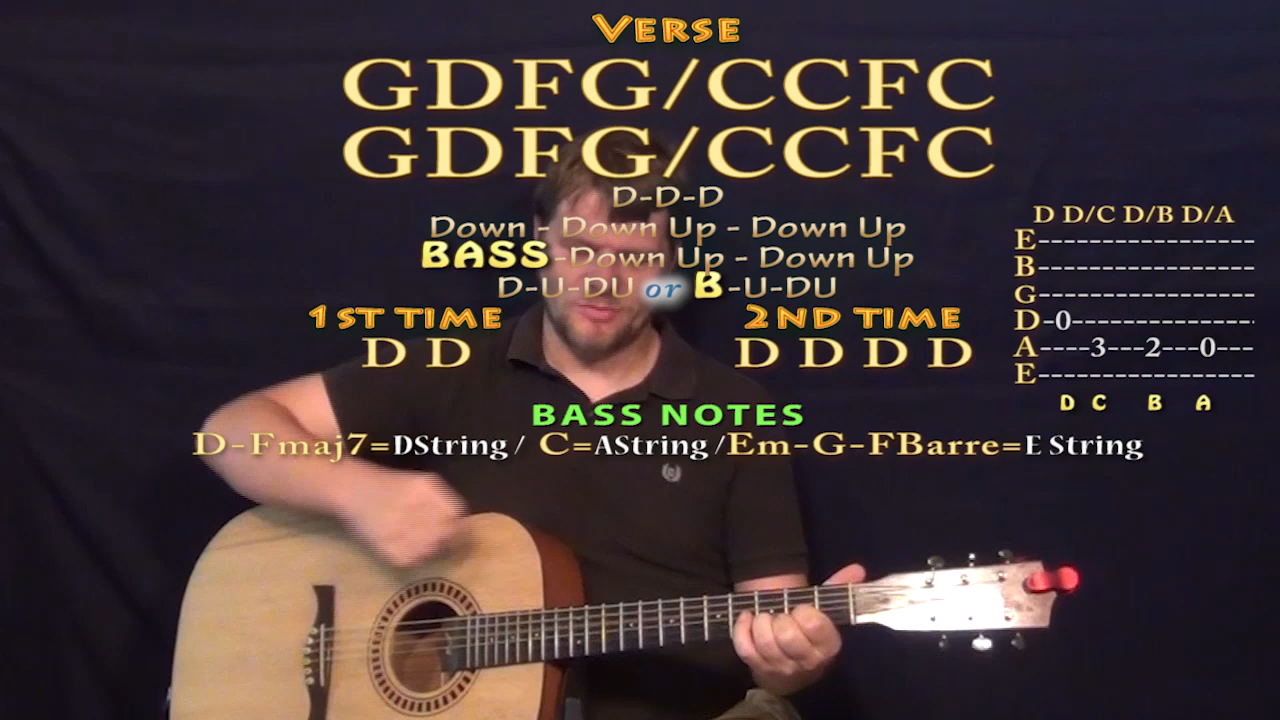 VERSE
GDFG/CCFC
GDFG/CCFC
D-D-D
Down - Down Up - Down Up
BASS-Down Up - Down Up
D-U-DU or B-U-DU
1ST TIME
D D
2ND TIME
D D D D
D D/C D/B D/A
E------------------
B------------------
G------------------
D-0----------------
A----3---2---0---
E------------------
D C B A
BASS NOTES
D-Fmaj7=DString / C=AString /Em-G-FBarre=E String